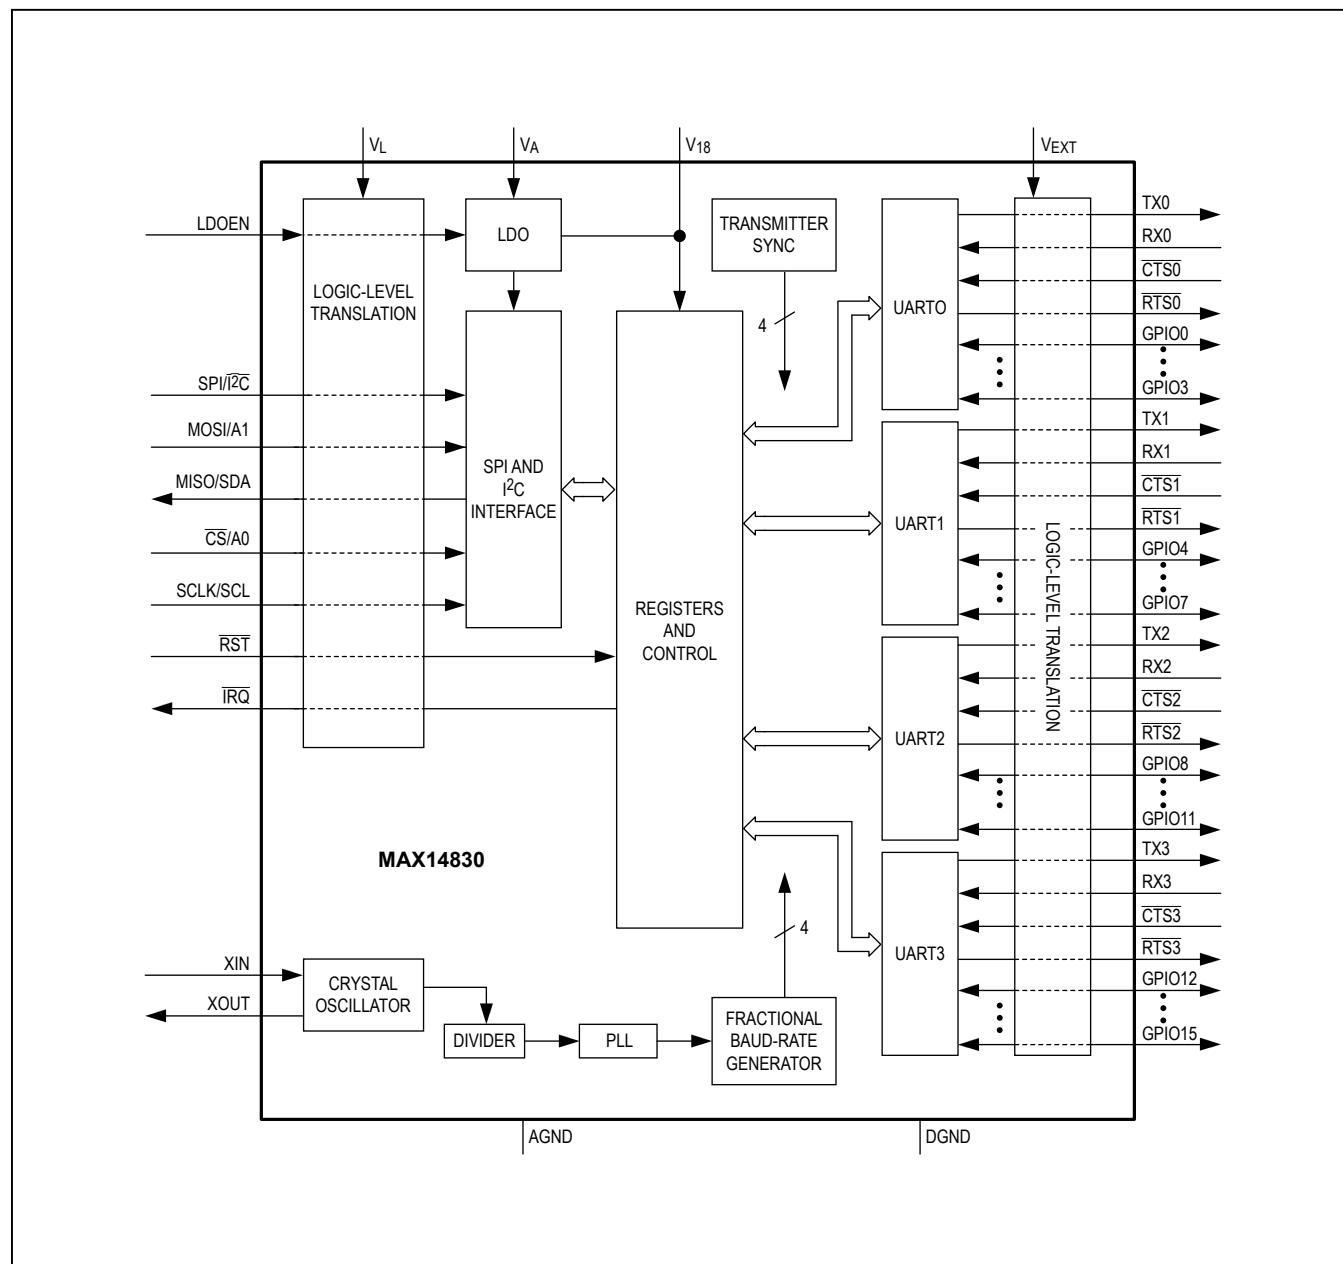 VL
VA
V18
VEXT
LDOEN
SPI/I²C
MOSI/A1
MISO/SDA
CS/A0
SCLK/SCL
RST
IRQ
XIN
XOUT
LOGIC-LEVEL
TRANSLATION
LDO
SPI AND
I²C
INTERFACE
REGISTERS
AND
CONTROL
TRANSMITTER
SYNC
4
4
MAX14830
CRYSTAL
OSCILLATOR
DIVIDER
PLL
FRACTIONAL
BAUD-RATE
GENERATOR
UARTO
UART1
UART2
UART3
LOGIC-LEVEL TRANSLATION
TX0
RX0
CTS0
RTS0
GPIO0
GPIO3
TX1
RX1
CTS1
RTS1
GPIO4
GPIO7
TX2
RX2
CTS2
RTS2
GPIO8
GPIO11
TX3
RX3
CTS3
RTS3
GPIO12
GPIO15
AGND
DGND